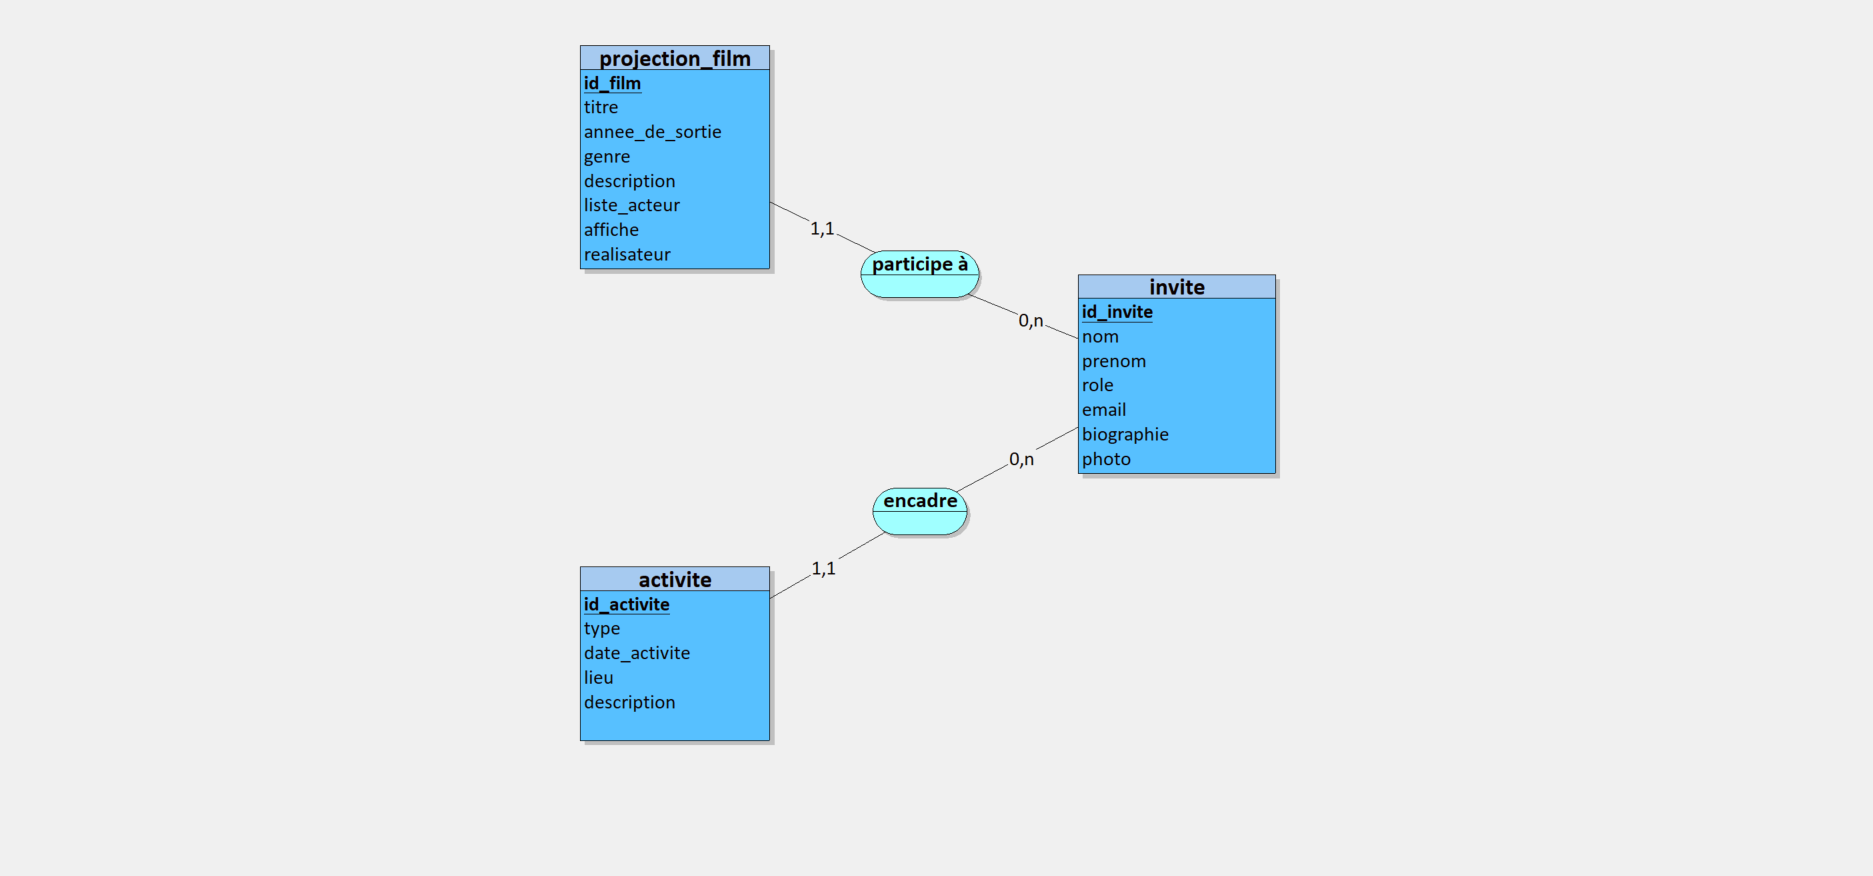 projection_film
id_film
titre
annee_de_sortie
genre
description
liste_acteur
affiche
realisateur
1,1
participe à
0,n
invite
id_invite
nom
prenom
role
email
biographie
photo
0,n
encadre
1,1
activite
id_activite
type
date_activite
lieu
description